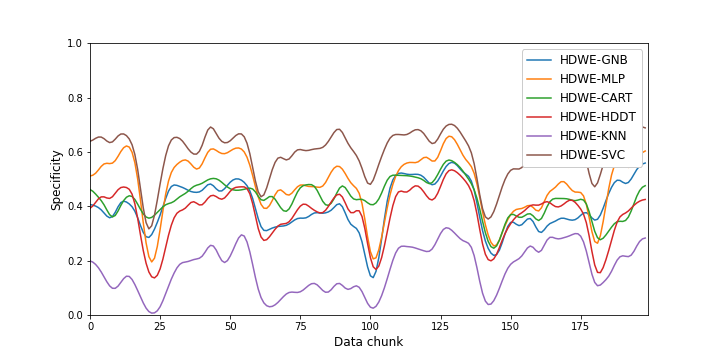 1.0
0.8
0.6
0.4
0.2
0.0
Specificity
0 25 50 75 100 125 150 175
Data chunk
HDWE-GNB
HDWE-MLP
HDWE-CART
HDWE-HDDT
HDWE-KNN
HDWE-SVC